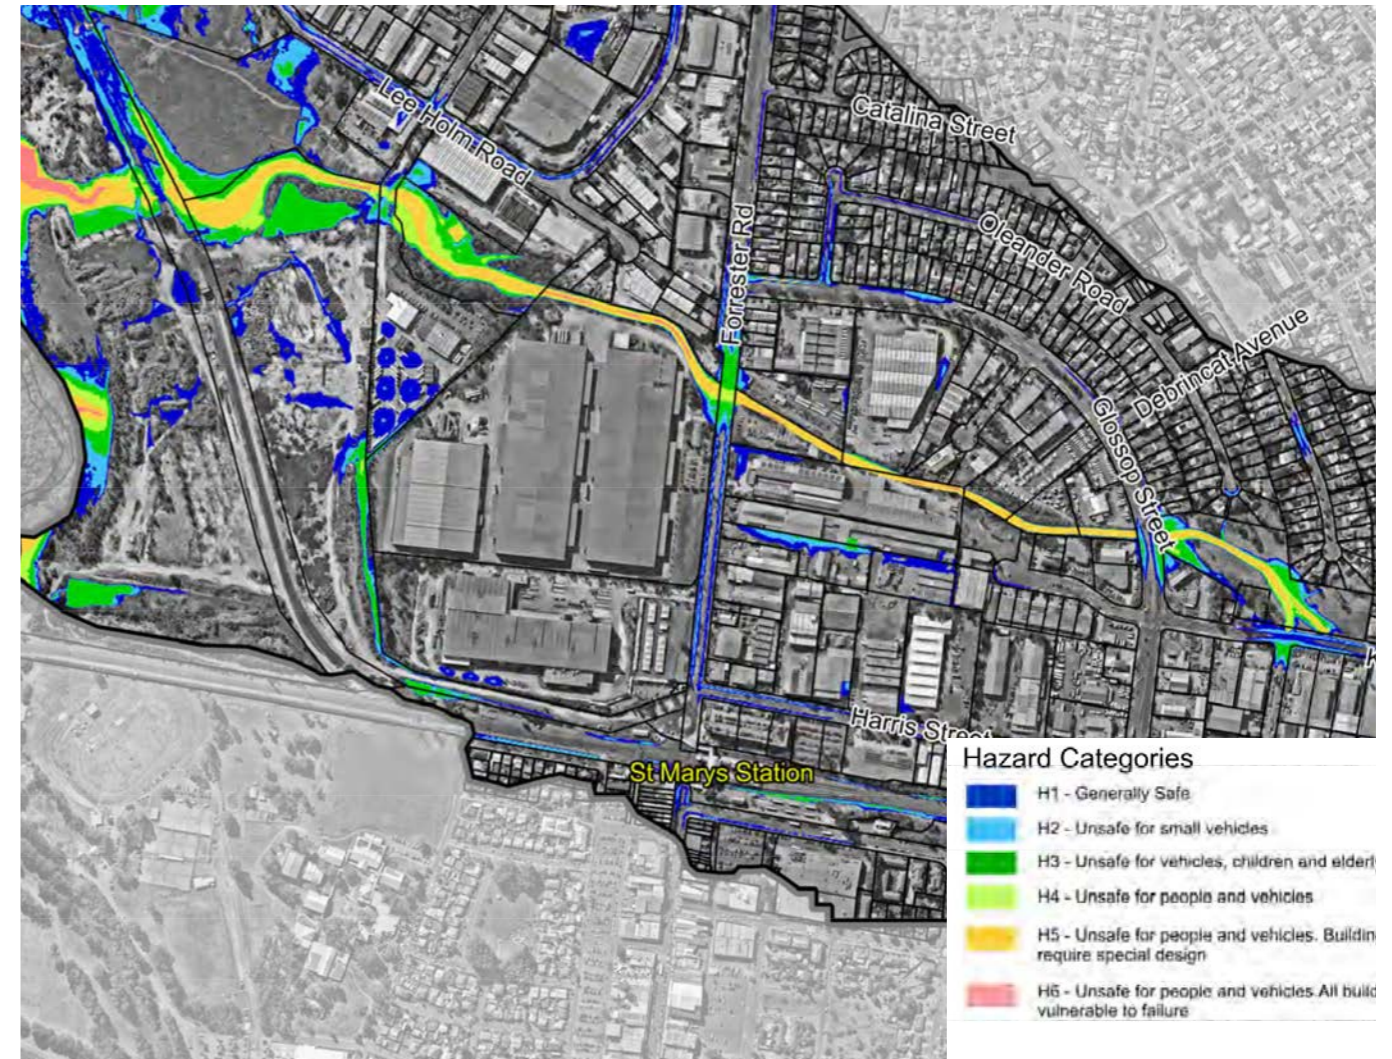 Catalina Street
Lee Holm Road
Forrester Rd
Oleander Road
Debrincat Avenue
Glossop Street
Harris Street
St Marys Station
Hazard Categories
H1 - Generally Safe
H2 - Unsafe for small vehicles
H3 - Unsafe for vehicles, children and elderly
H4 - Unsafe for people and vehicles
H5 - Unsafe for people and vehicles. Building
require special design
H6 - Unsafe for people and vehicles.All build
vulnerable to failure